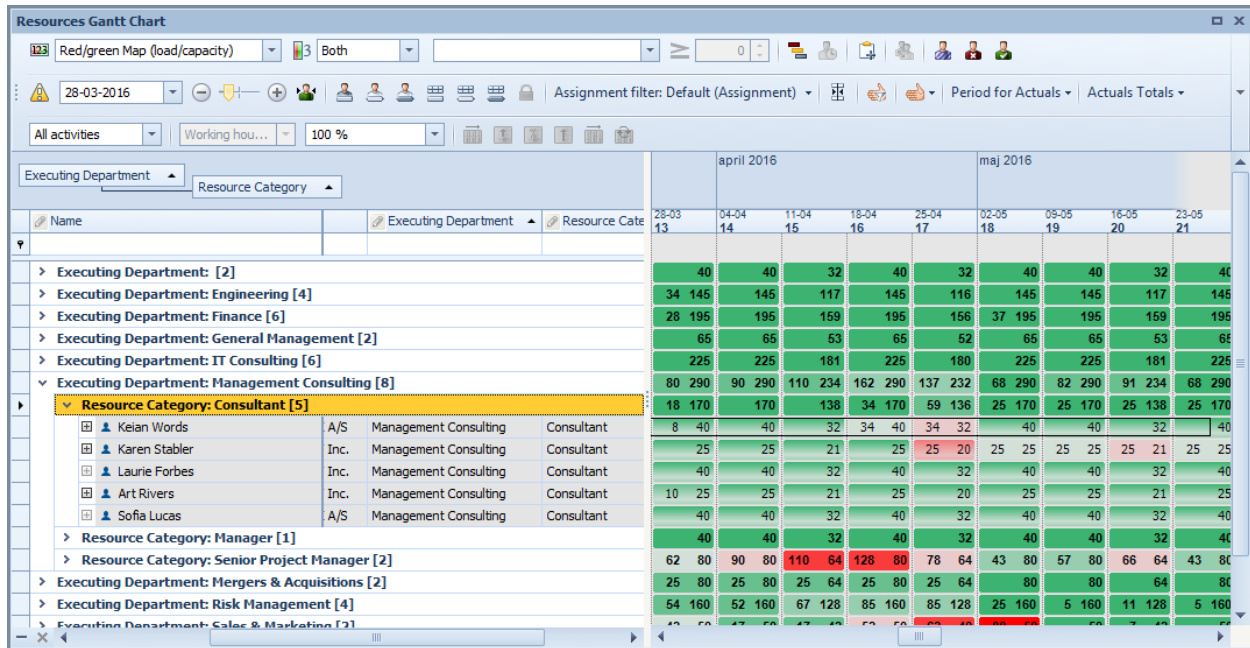 Resources Gantt Chart
123 Red/green Map (load/capacity) 3 Both 0
28-03-2016 Assignment filter: Default (Assignment) Period for Actuals Actuals Totals
All activities Working hou... 100 %
april 2016 maj 2016
Executing Department
Resource Category
Name Executing Department Resource Cate 28-03 04-04 11-04 18-04 25-04 02-05 09-05 16-05 23-05
13 14 15 16 17 18 19 20 21
Executing Department: [2] 40 40 32 40 32 40 40 32 40
Executing Department: Engineering [4] 34 145 145 117 145 116 145 145 117 145
Executing Department: Finance [6] 28 195 195 159 195 156 37 195 195 159 195
Executing Department: General Management [2] 65 65 53 65 52 65 65 53 65
Executing Department: IT Consulting [6] 225 225 181 225 180 225 225 181 225
Executing Department: Management Consulting [8] 80 290 90 290 110 234 162 290 137 232 68 290 82 290 91 234 68 290
Resource Category: Consultant [5] 18 170 170 138 34 170 59 136 25 170 25 170 25 138 25 170
Keian Words A/S Management Consulting Consultant 8 40 40 32 34 40 34 32 40 40 32 40
Karen Stabler Inc. Management Consulting Consultant 25 25 21 25 25 20 25 25 25 25 25 21 25 25
Laurie Forbes Management Consulting Consultant 40 40 32 40 32 40 40 32 40
Art Rivers Inc. Management Consulting Consultant 10 25 25 21 25 20 25 25 21 25
Sofia Lucas A/S Management Consulting Consultant 40 40 32 40 32 40 40 32 40
Resource Category: Manager [1] 40 40 32 40 32 40 40 32 40
Resource Category: Senior Project Manager [2] 62 80 90 80 110 64 128 80 78 64 43 80 57 80 66 64 43 80
Executing Department: Mergers & Acquisitions [2] 25 80 25 80 25 64 25 80 25 64 80 80 64 80
Executing Department: Risk Management [4] 54 160 52 160 67 128 85 160 85 128 25 160 5 160 11 128 5 160
Executing Department: Sales & Marketing [2]